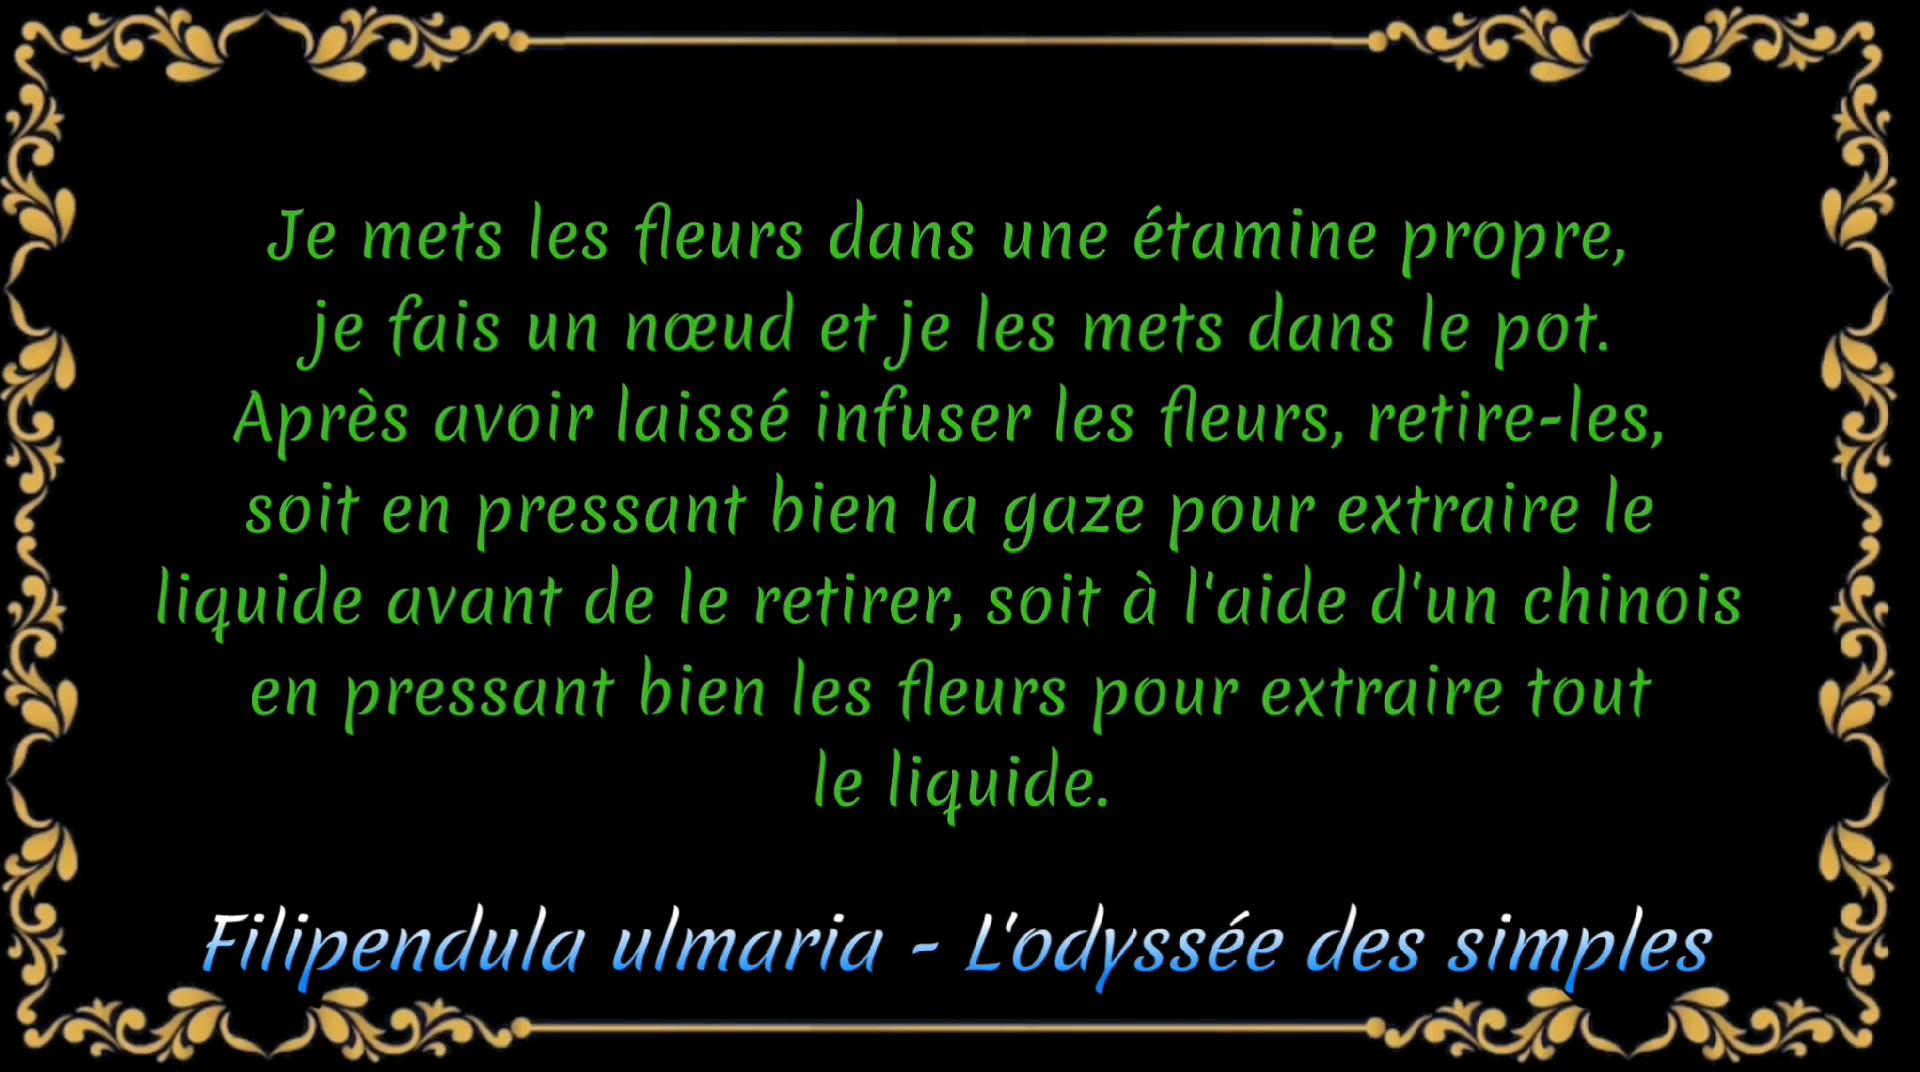 Je mets les fleurs dans une étamine propre,
je fais un nœud et je les mets dans le pot.
Après avoir laissé infuser les fleurs, retire-les,
soit en pressant bien la gaze pour extraire le
liquide avant de le retirer, soit à l'aide d'un chinois
en pressant bien les fleurs pour extraire tout
le liquide.
Filipendula ulmaria - L'odyssée des simples